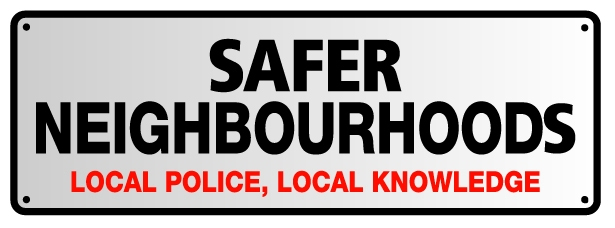 SAFER
NEIGHBOURHOODS
LOCAL POLICE, LOCAL KNOWLEDGE